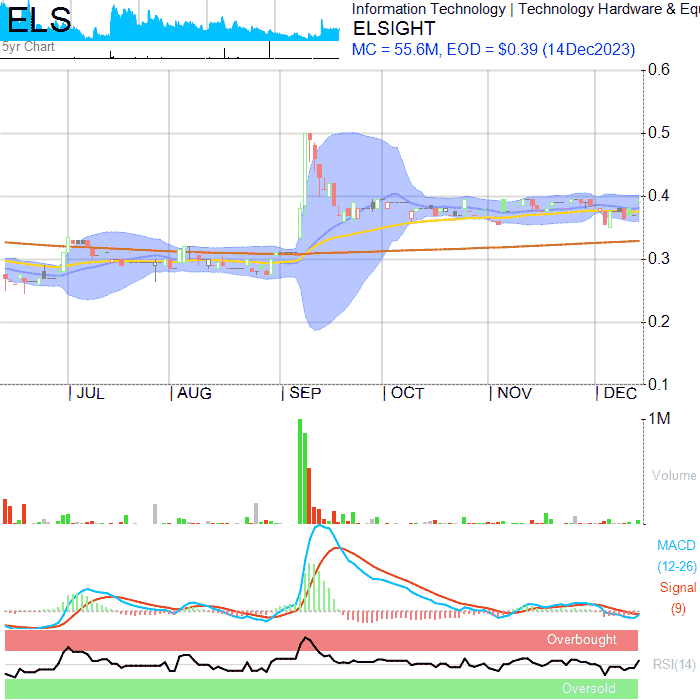 ELS
5yr Chart
Information Technology | Technology Hardware & Equ
ELSIGHT
MC = 55.6M, EOD = $0.39 (14Dec2023)
0.6
0.5
0.4
0.3
0.2
0.1
| JUL | AUG | SEP | OCT | NOV | DEC
1M
Volume
MACD
(12-26)
Signal
(9)
Overbought
RSI(14)
Oversold